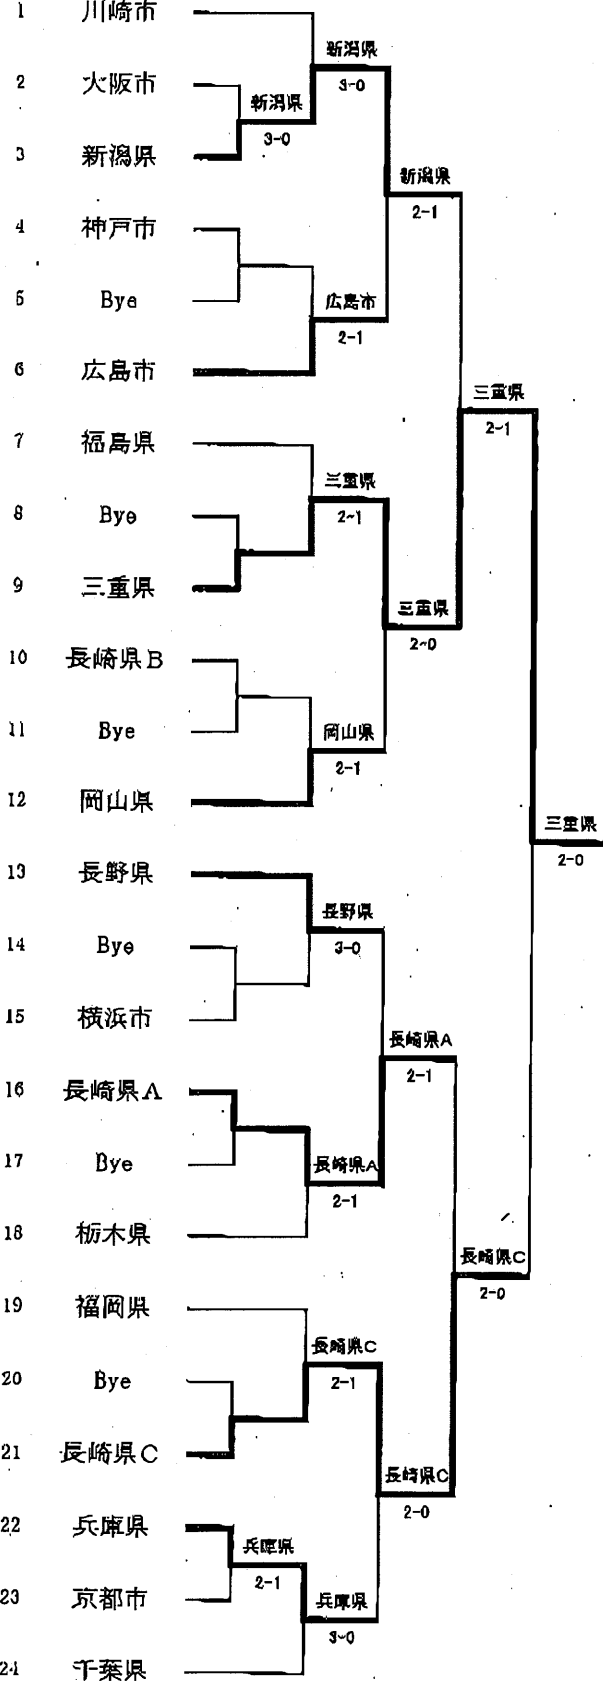 1 川崎市
新潟県
2 大阪市
3-0
新潟県
3-0
3 新潟県
新潟県
2-1
4 神戸市
5 Bye
広島市
2-1
6 広島市
三重県
2-1
7 福島県
三重県
8 Bye
2-1
9 三重県
三重県
2-0
10 長崎県B
11 Bye
岡山県
2-1
12 岡山県
三重県
2-0
13 長野県
長野県
14 Bye
3-0
15 横浜市
長崎県A
2-1
16 長崎県A
17 Bye
長崎県A
2-1
18 栃木県
長崎県C
2-0
19 福岡県
長崎県C
20 Bye
2-1
21 長崎県C
長崎県C
2-0
22 兵庫県
兵庫県
2-1
23 京都市
兵庫県
3-0
24 千葉県